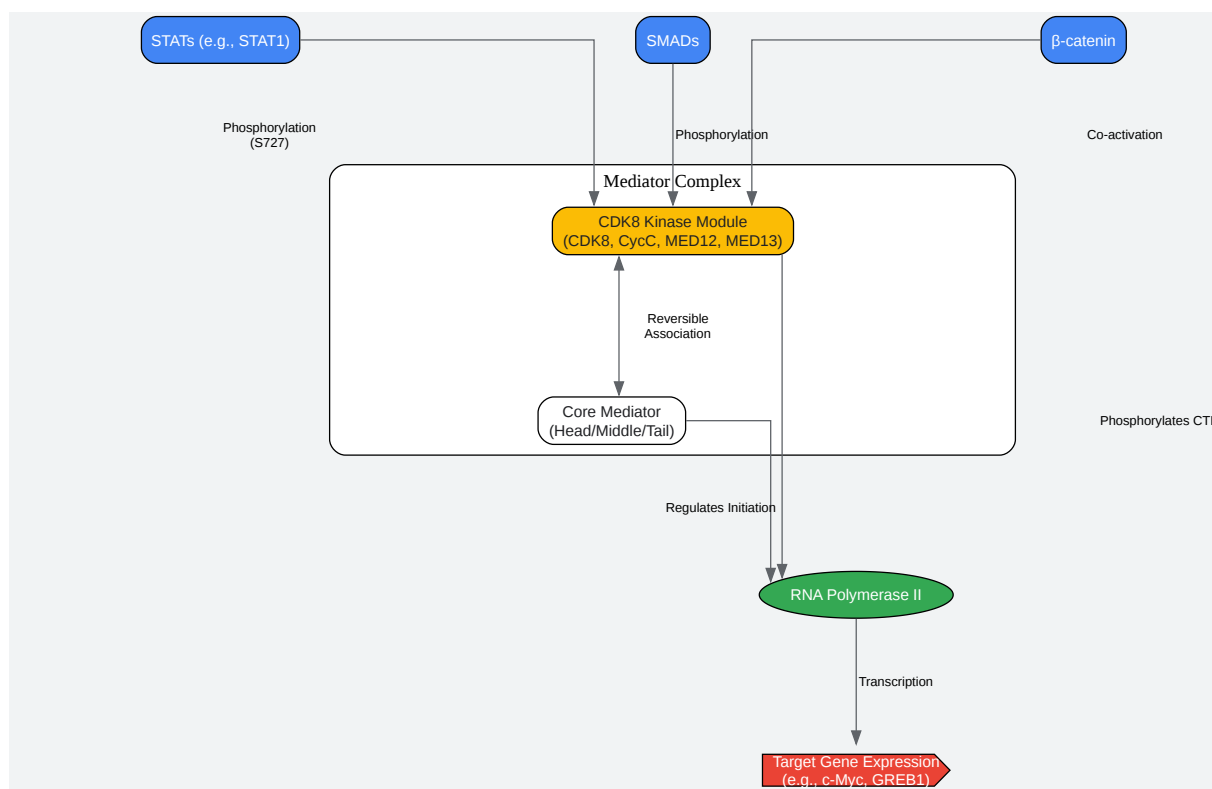 STATs (e.g., STAT1)
SMADs
β-catenin
Phosphorylation
(S727)
Phosphorylation
Co-activation
Mediator Complex
CDK8 Kinase Module
(CDK8, CycC, MED12, MED13)
Reversible
Association
Core Mediator
(Head/Middle/Tail)
Phosphorylates
Regulates Initiation
RNA Polymerase II
Transcription
Target Gene Expression
(e.g., c-Myc, GREB1)